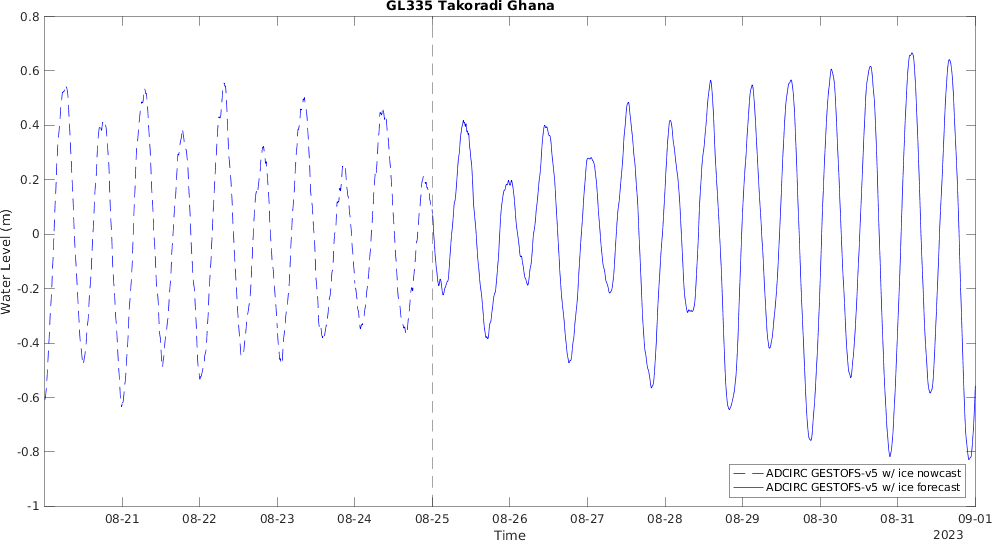 GL335 Takoradi Ghana
0.8
0.6
0.4
0.2
0
-0.2
-0.4
-0.6
-0.8
-1
Water Level (m)
ADCIRC GESTOFS-v5 w/ ice nowcast
ADCIRC GESTOFS-v5 w/ ice forecast
08-21 08-22 08-23 08-24 08-25 08-26 08-27 08-28 08-29 08-30 08-31 09-01
Time
2023